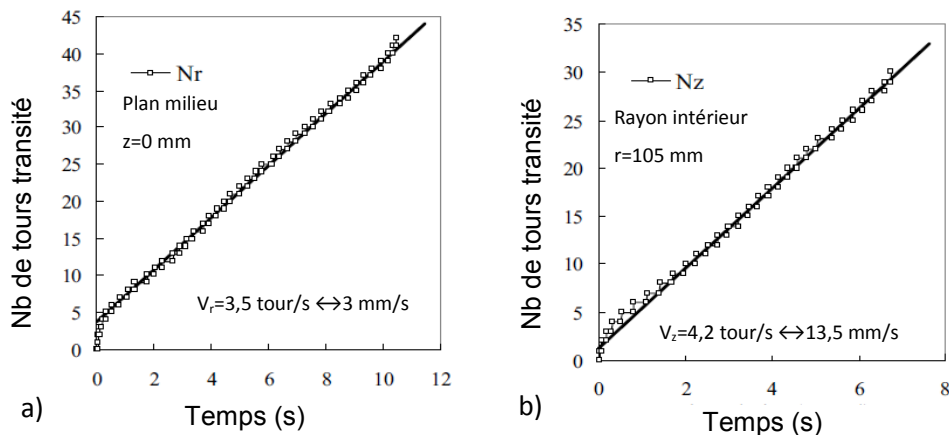 45
40
35
30
25
20
15
10
5
0
Nb de tours transité
Nr
Plan milieu
z=0 mm
Vr=3,5 tour/s ↔3 mm/s
0 2 4 6 8 10 12
Temps (s)
a)
35
30
25
20
15
10
5
0
Nb de tours transité
Nz
Rayon intérieur
r=105 mm
Vz=4,2 tour/s ↔13,5 mm/s
0 2 4 6 8
Temps (s)
b)